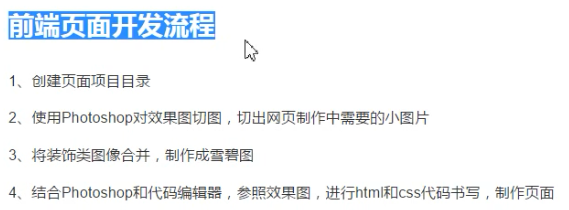 前端页面开发流程
1、创建页面项目目录
2、使用Photoshop对效果图切图，切出网页制作中需要的小图片
3、将装饰类图像合并，制作成雪碧图
4、结合Photoshop和代码编辑器，参照效果图，进行html和css代码书写，制作页面